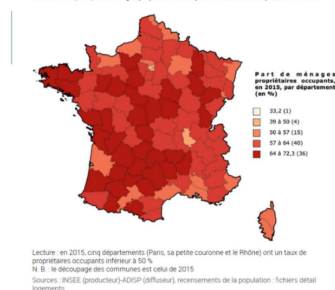 Part de ménages
propriétaires occupants,
en 2015, par département
(en %)
33,2 (1)
39 à 50 (4)
50 à 57 (15)
57 à 64 (40)
64 à 72,3 (36)
Lecture : en 2015, cinq départements (Paris, sa petite couronne et le Rhône) ont un taux de
propriétaires occupants inférieur à 50 %
N. B. : le découpage des communes est celui de 2015
Sources : INSEE (producteur)-ADISP (diffuseur), recensements de la population : fichiers détail
logements